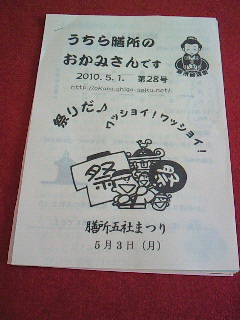 うちら膳所の
おかみさんです
2010.5.1. 第28号
祭りだ♪
ワッショイ!ワッショイ!
祭
膳所五社まつり
5月3日(月)